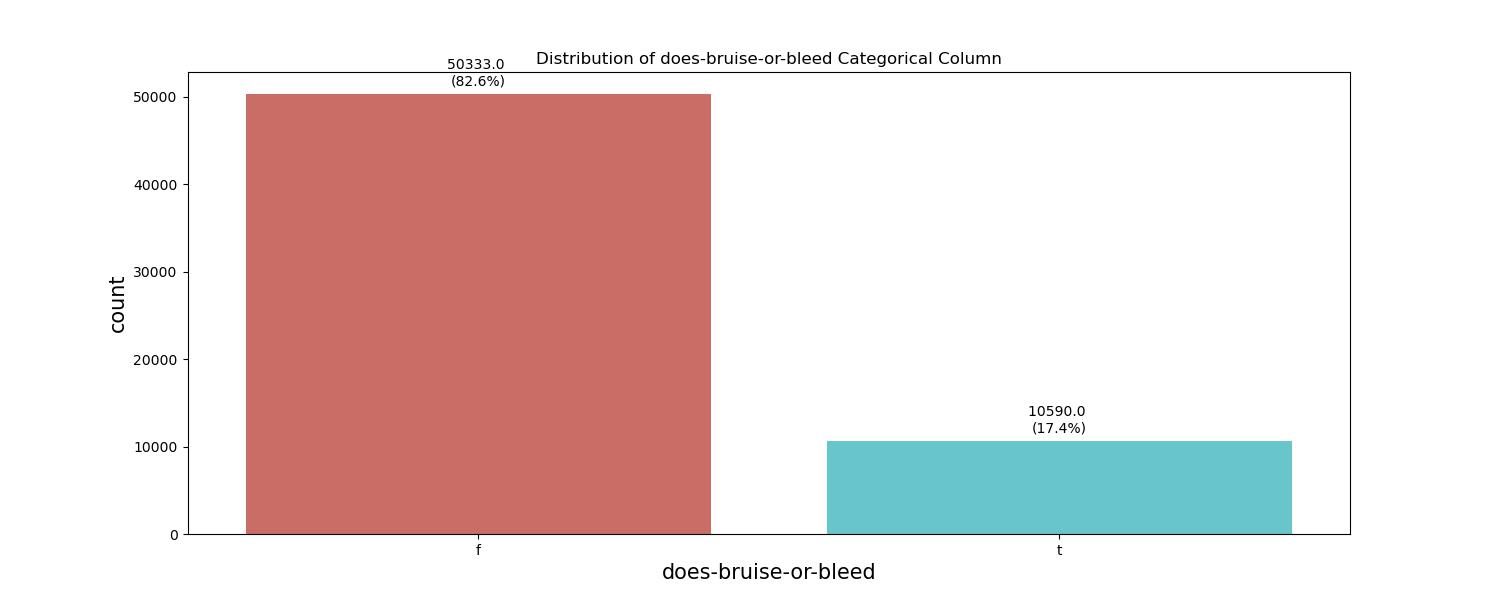 Distribution of does-bruise-or-bleed Categorical Column
50333.0
(82.6%)
50000
40000
30000
20000
10000
0
count
10590.0
(17.4%)
f
t
does-bruise-or-bleed